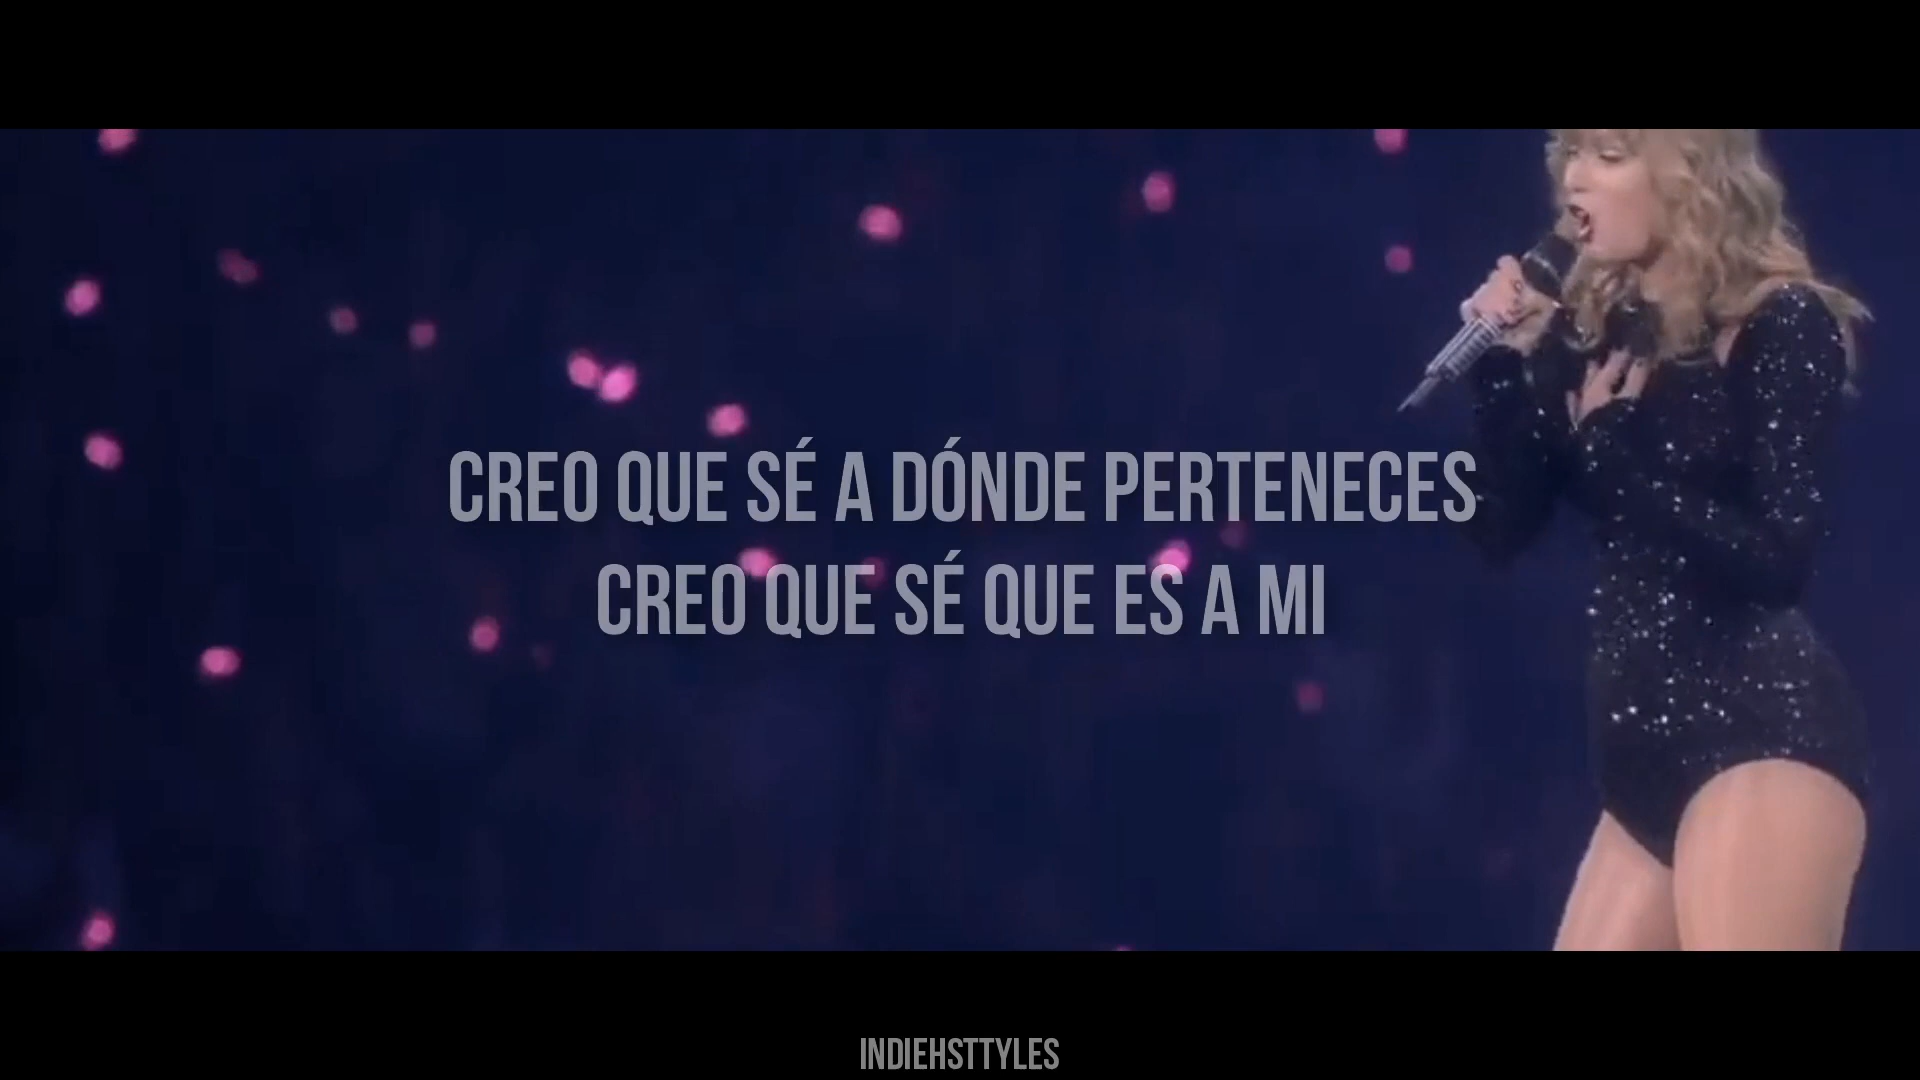 CREO QUE SÉ A DÓNDE PERTENECES
CREO QUE SÉ QUE ES A MI
INDIEHSTTYLES